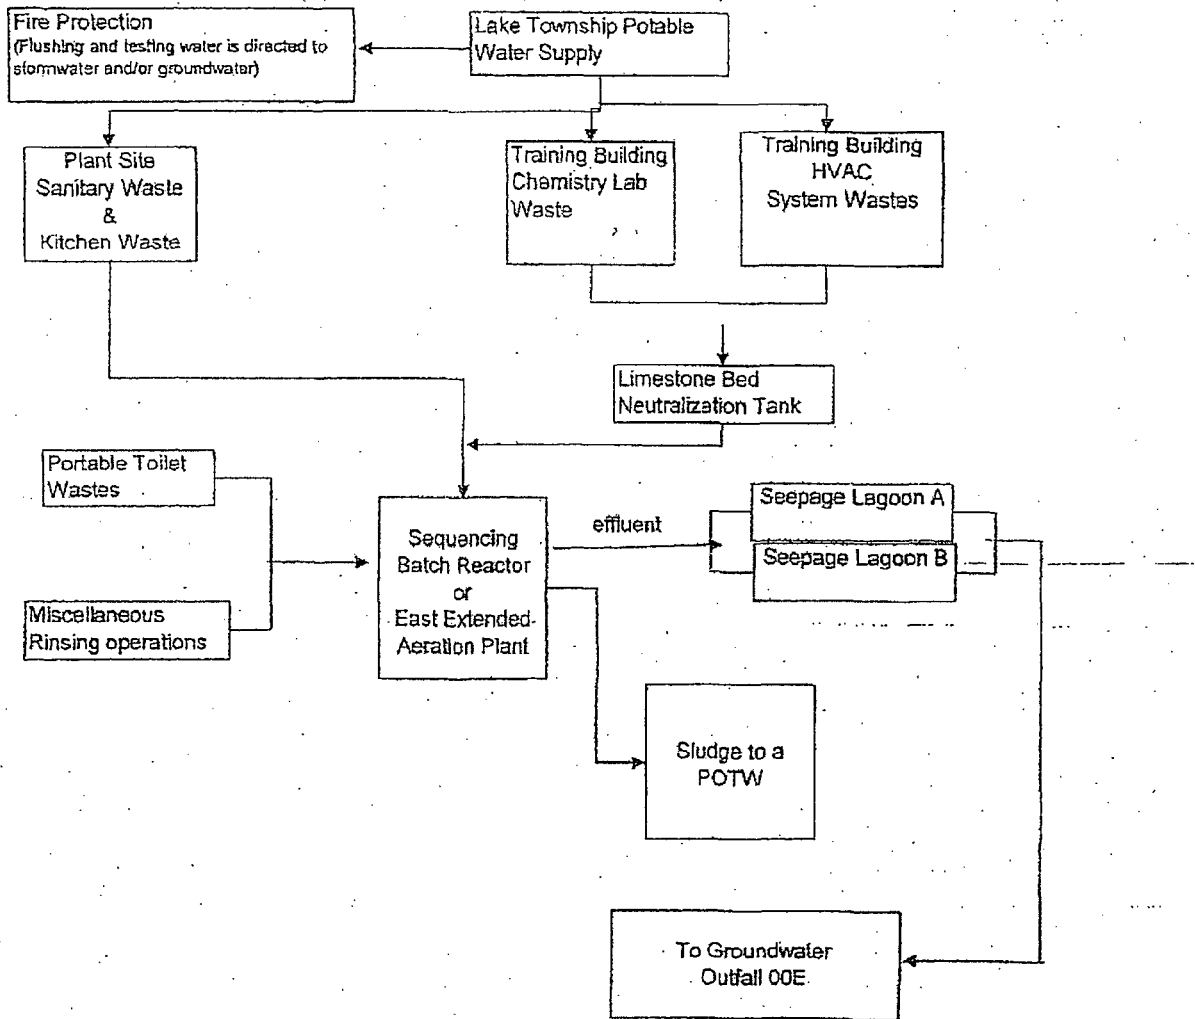 Fire Protection
(Flushing and testing water is directed to
stormwater and/or groundwater)
Lake Township Potable
Water Supply
Plant Site
Sanitary Waste
&
Kitchen Waste
Training Building
Chemistry Lab
Waste
Training Building
HVAC
System Wastes
Limestone Bed
Neutralization Tank
Portable Toilet
Wastes
Miscellaneous
Rinsing operations
Sequencing
Batch Reactor
or
East Extended
Aeration Plant
effluent
Seepage Lagoon A
Seepage Lagoon B
Sludge to a
POTW
To Groundwater
Outfall 00E